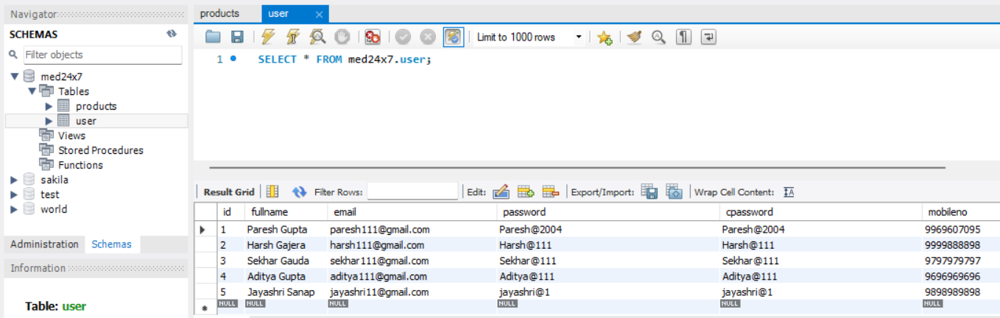 Navigator
SCHEMAS
Filter objects
med24x7
Tables
products
user
Views
Stored Procedures
Functions
sakila
test
world
Administration Schemas
Information
Table: user
products user
Limit to 1000 rows
1 SELECT * FROM med24x7.user;
Result Grid Filter Rows: Edit: Export/Import: Wrap Cell Content:
id fullname email password cpassword mobileno
1 Paresh Gupta paresh111@gmail.com Paresh@2004 Paresh@2004 9969607095
2 Harsh Gajera harsh111@gmail.com Harsh@111 Harsh@111 9999888898
3 Sekhar Gauda sekhar111@gmail.com Sekhar@111 Sekhar@111 9797979797
4 Aditya Gupta aditya111@gmail.com Aditya@111 Aditya@111 9696969696
5 Jayashri Sanap jayashri11@gmail.com jayashri@1 jayashri@1 9898989898
NULL NULL NULL NULL NULL NULL